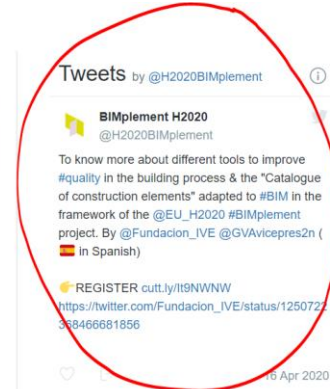 Tweets by @H2020BIMplement
BIMplement H2020
@H2020BIMplement
To know more about different tools to improve
#quality in the building process & the "Catalogue
of construction elements" adapted to #BIM in the
framework of the @EU_H2020 #BIMplement
project. By @Fundacion_IVE @GVAvicepres2n (
🇪🇸 in Spanish)
👉REGISTER cutt.ly/It9NWNW
https://twitter.com/Fundacion_IVE/status/1250722
368466681856
16 Apr 2020